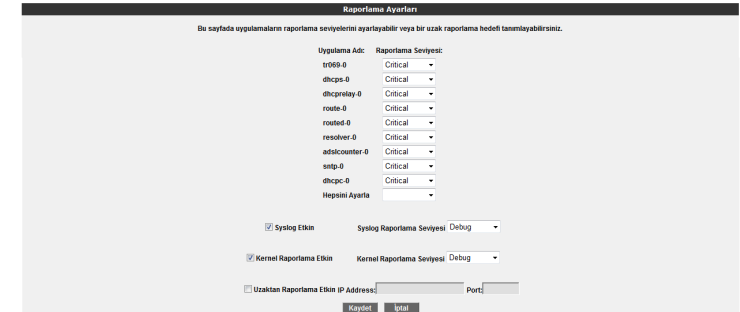 Raporlama Ayarları
Bu sayfada uygulamaların raporlama seviyelerini ayarlayabilir veya bir uzak raporlama hedefi tanımlayabilirsiniz.
Uygulama Adı: Raporlama Seviyesi:
tr069-0 Critical
dhcps-0 Critical
dhcprelay-0 Critical
route-0 Critical
routed-0 Critical
resolver-0 Critical
adslcounter-0 Critical
sntp-0 Critical
dhcpc-0 Critical
Hepsini Ayarla
Syslog Etkin Syslog Raporlama Seviyesi Debug
Kernel Raporlama Etkin Kernel Raporlama Seviyesi Debug
Uzaktan Raporlama Etkin IP Address: Port:
Kaydet İptal